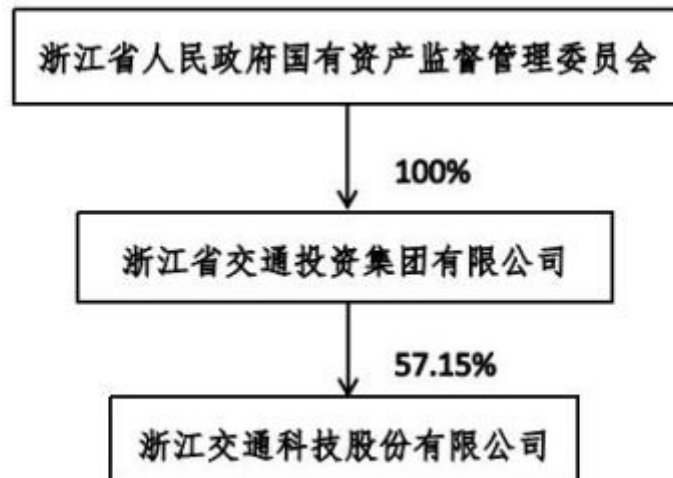 浙江省人民政府国有资产监督管理委员会
100%
浙江省交通投资集团有限公司
57.15%
浙江交通科技股份有限公司